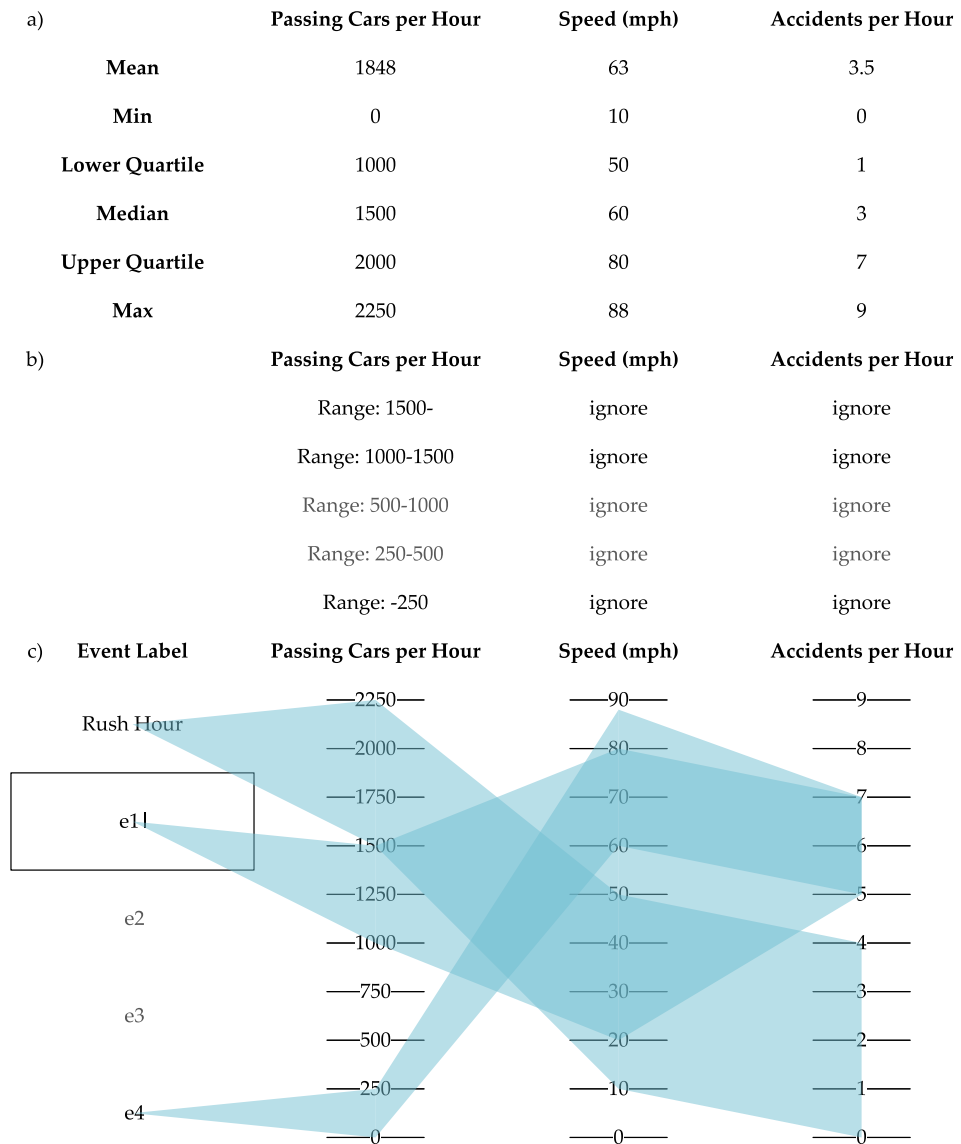 a) Passing Cars per Hour Speed (mph) Accidents per Hour
Mean 1848 63 3.5
Min 0 10 0
Lower Quartile 1000 50 1
Median 1500 60 3
Upper Quartile 2000 80 7
Max 2250 88 9
b) Passing Cars per Hour Speed (mph) Accidents per Hour
Range: 1500- ignore ignore
Range: 1000-1500 ignore ignore
Range: 500-1000 ignore ignore
Range: 250-500 ignore ignore
Range: -250 ignore ignore
c) Event Label Passing Cars per Hour Speed (mph) Accidents per Hour
2250 90 9
Rush Hour
2000 80 8
1750 70 7
e1
1500 60 6
1250 50 5
e2
1000 40 4
750 30 3
e3
500 20 2
250 10 1
e4
0 0 0